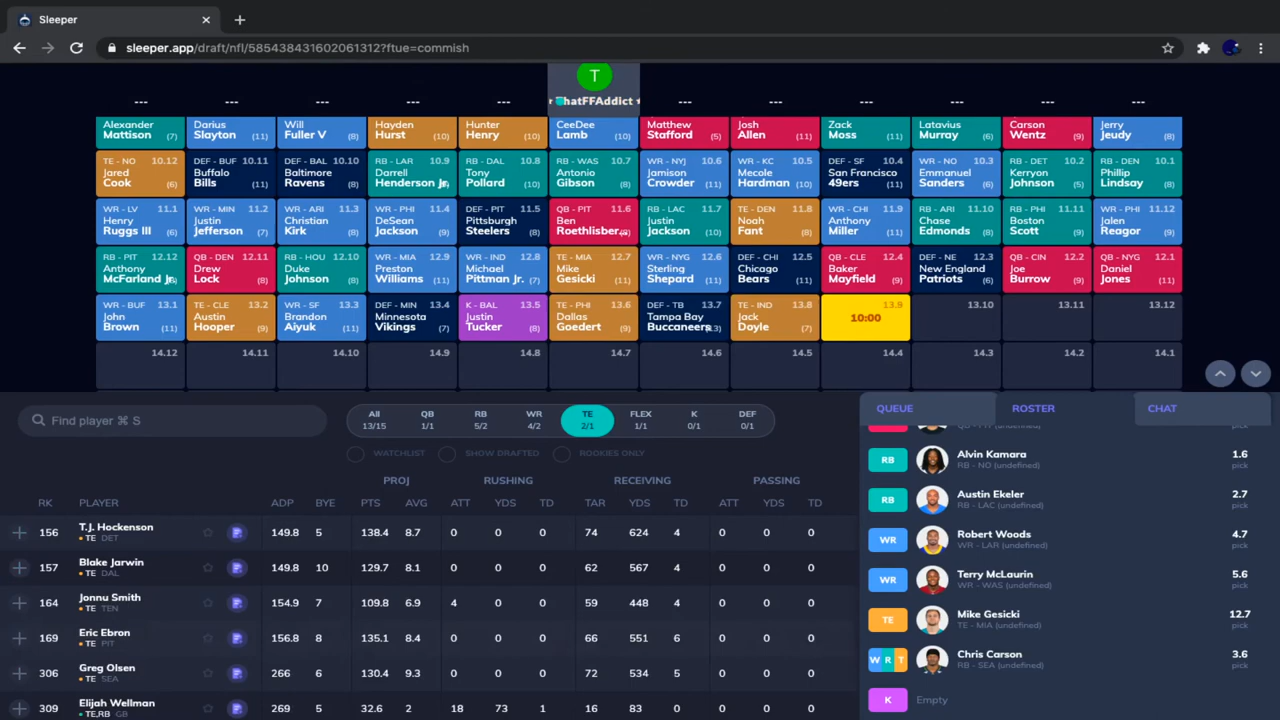 Sleeper
sleeper.app/draft/nfl/585438431602061312?ftue=commish
T
--- --- --- --- --- ThatFFAddict --- --- --- --- --- ---
Alexander Mattison (7)
Darius Slayton (11)
Will Fuller V (8)
Hayden Hurst (10)
Hunter Henry (10)
CeeDee Lamb (10)
Matthew Stafford (5)
Josh Allen (11)
Zack Moss (11)
Latavius Murray (6)
Carson Wentz (9)
Jerry Jeudy (8)
TE - NO 10.12
Jared
Cook (6)
DEF - BUF 10.11
Buffalo
Bills (11)
DEF - BAL 10.10
Baltimore
Ravens (8)
RB - LAR 10.9
Darrell
Henderson Jr.
RB - DAL 10.8
Tony
Pollard (10)
RB - WAS 10.7
Antonio
Gibson (8)
WR - NYJ 10.6
Jamison
Crowder (11)
WR - KC 10.5
Mecole
Hardman (10)
DEF - SF 10.4
San Francisco
49ers (11)
WR - NO 10.3
Emmanuel
Sanders (6)
RB - DET 10.2
Kerryon
Johnson (5)
RB - DEN 10.1
Phillip
Lindsay (8)
WR - LV 11.1
Henry
Ruggs III (6)
WR - MIN 11.2
Justin
Jefferson (7)
WR - ARI 11.3
Christian
Kirk (8)
WR - PHI 11.4
DeSean
Jackson (9)
DEF - PIT 11.5
Pittsburgh
Steelers (8)
QB - PIT 11.6
Ben
Roethlisber...
RB - LAC 11.7
Justin
Jackson (10)
TE - DEN 11.8
Noah
Fant (8)
WR - CHI 11.9
Anthony
Miller (11)
RB - ARI 11.10
Chase
Edmonds (8)
RB - PHI 11.11
Boston
Scott (9)
WR - PHI 11.12
Jalen
Reagor (9)
RB - PIT 12.12
Anthony
McFarland Jr.
QB - DEN 12.11
Drew
Lock (8)
RB - HOU 12.10
Duke
Johnson (8)
WR - MIA 12.9
Preston
Williams (11)
WR - IND 12.8
Michael
Pittman Jr. (7)
TE - MIA 12.7
Mike
Gesicki (11)
WR - NYG 12.6
Sterling
Shepard (11)
DEF - CHI 12.5
Chicago
Bears (11)
QB - CLE 12.4
Baker
Mayfield (9)
DEF - NE 12.3
New England
Patriots (6)
QB - CIN 12.2
Joe
Burrow (9)
QB - NYG 12.1
Daniel
Jones (11)
WR - BUF 13.1
John
Brown (11)
TE - CLE 13.2
Austin
Hooper (9)
WR - SF 13.3
Brandon
Aiyuk (11)
DEF - MIN 13.4
Minnesota
Vikings (7)
K - BAL 13.5
Justin
Tucker (8)
TE - PHI 13.6
Dallas
Goedert (9)
DEF - TB 13.7
Tampa Bay
Buccaneers (13)
TE - IND 13.8
Jack
Doyle (7)
13.9
10:00
13.10 13.11 13.12
14.12 14.11 14.10 14.9 14.8 14.7 14.6 14.5 14.4 14.3 14.2 14.1
Find player ⌘ S
All QB RB WR TE FLEX K DEF
13/15 1/1 5/2 4/2 2/1 1/1 0/1 0/1
WATCHLIST SHOW DRAFTED ROOKIES ONLY
PROJ RUSHING RECEIVING PASSING
RK PLAYER ADP BYE PTS AVG ATT YDS TD TAR YDS TD ATT YDS TD
156 T.J. Hockenson 149.8 5 138.4 8.7 0 0 0 74 624 4 0 0 0
TE DET
157 Blake Jarwin 149.8 10 129.7 8.1 0 0 0 62 567 4 0 0 0
TE DAL
164 Jonnu Smith 154.9 7 109.8 6.9 4 0 0 59 448 4 0 0 0
TE TEN
169 Eric Ebron 156.8 8 135.1 8.4 0 0 0 66 551 6 0 0 0
TE PIT
306 Greg Olsen 266 6 130.4 9.3 0 0 0 72 534 5 0 0 0
TE SEA
309 Elijah Wellman 269 5 32.6 2 18 73 1 16 83 0 0 0 0
TE,RB GB
QUEUE ROSTER CHAT
RB Alvin Kamara 1.6
RB - NO (undefined) pick
RB Austin Ekeler 2.7
RB - LAC (undefined) pick
WR Robert Woods 4.7
WR - LAR (undefined) pick
WR Terry McLaurin 5.6
WR - WAS (undefined) pick
TE Mike Gesicki 12.7
TE - MIA (undefined) pick
W R T Chris Carson 3.6
RB - SEA (undefined) pick
K Empty